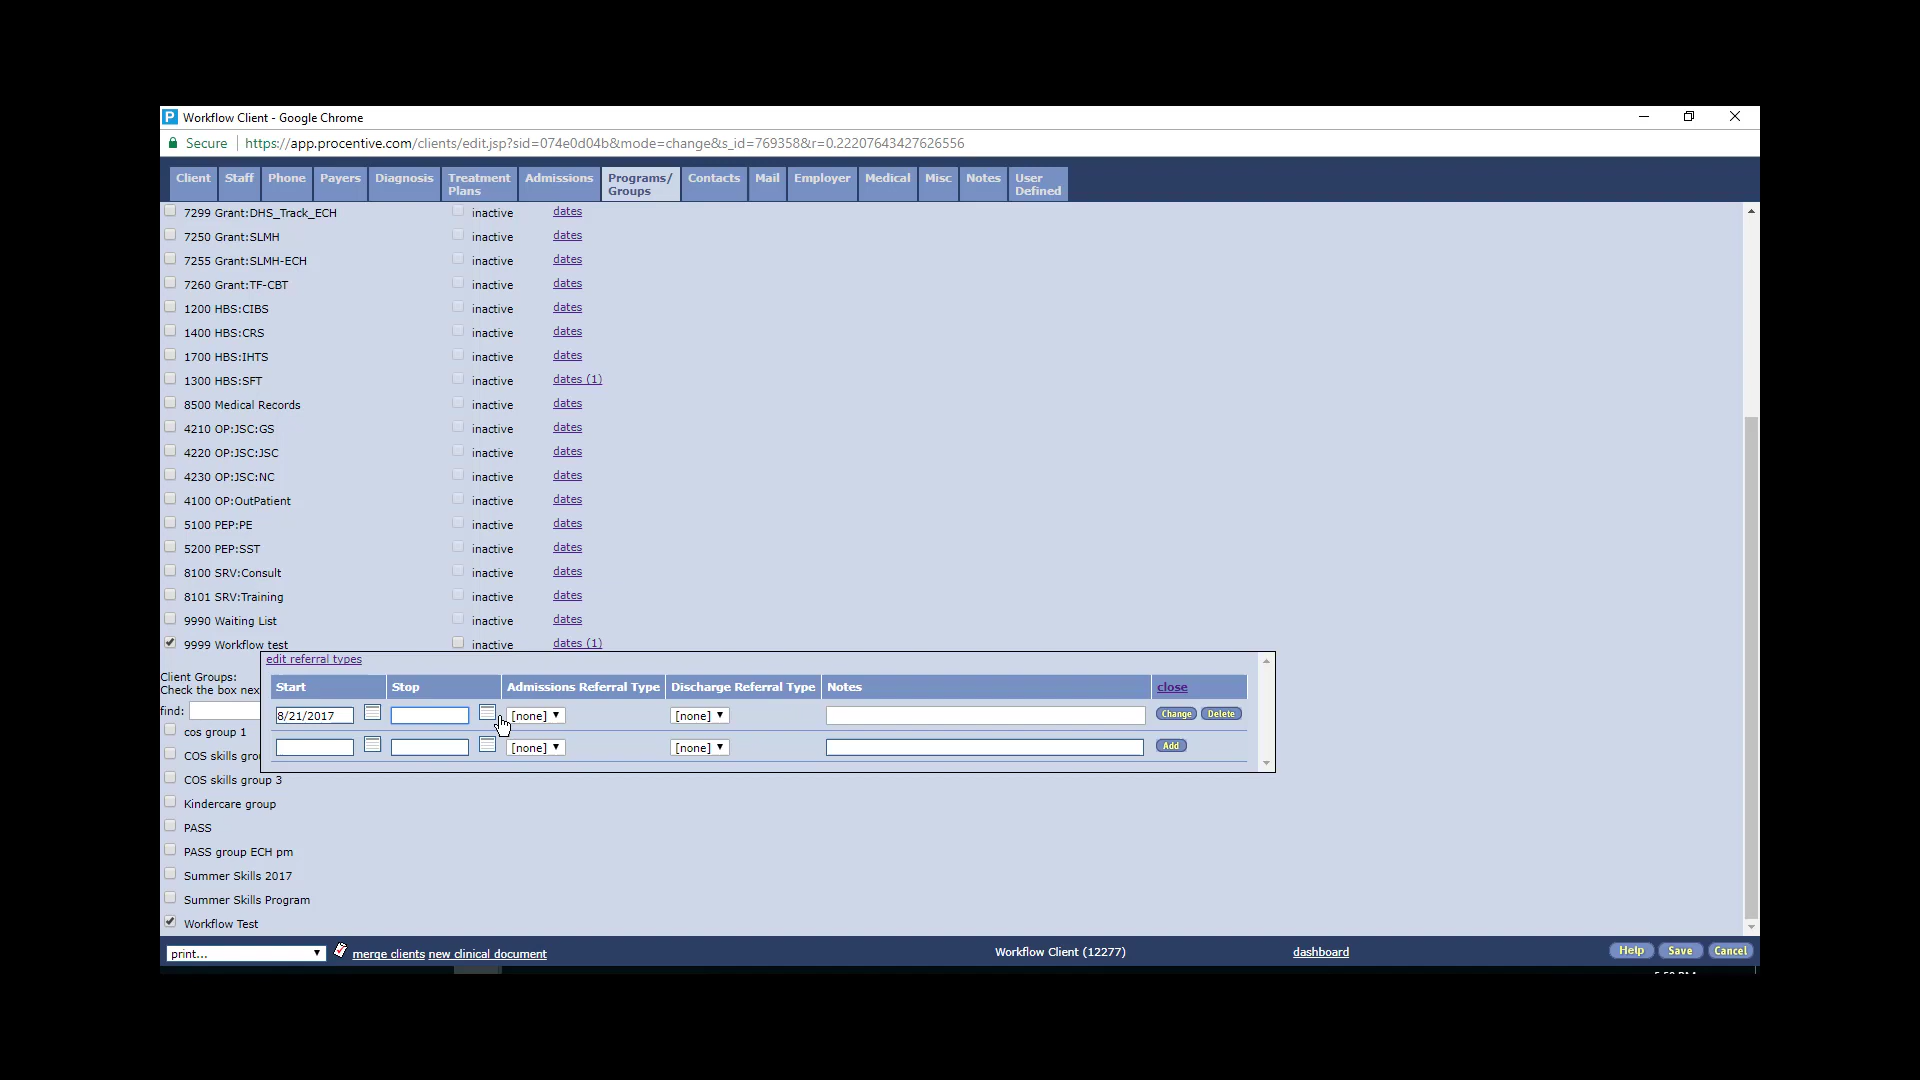 Workflow Client - Google Chrome
Secure https://app.procentive.com/clients/edit.jsp?sid=074e0d04b&mode=change&s_id=769358&r=0.22207643427626556
Client Staff Phone Payers Diagnosis Treatment Plans Admissions Programs/ Groups Contacts Mail Employer Medical Misc Notes User Defined
7299 Grant:DHS_Track_ECH inactive dates
7250 Grant:SLMH inactive dates
7255 Grant:SLMH-ECH inactive dates
7260 Grant:TF-CBT inactive dates
1200 HBS:CIBS inactive dates
1400 HBS:CRS inactive dates
1700 HBS:IHTS inactive dates
1300 HBS:SFT inactive dates (1)
8500 Medical Records inactive dates
4210 OP:JSC:GS inactive dates
4220 OP:JSC:JSC inactive dates
4230 OP:JSC:NC inactive dates
4100 OP:OutPatient inactive dates
5100 PEP:PE inactive dates
5200 PEP:SST inactive dates
8100 SRV:Consult inactive dates
8101 SRV:Training inactive dates
9990 Waiting List inactive dates
9999 Workflow test inactive dates (1)
edit referral types
Start Stop Admissions Referral Type Discharge Referral Type Notes close
8/21/2017 [none] [none] Change Delete
[none] [none] Add
Client Groups:
Check the box nex
find:
cos group 1
COS skills gro
COS skills group 3
Kindercare group
PASS
PASS group ECH pm
Summer Skills 2017
Summer Skills Program
Workflow Test
print... merge clients new clinical document Workflow Client (12277) dashboard Help Save Cancel